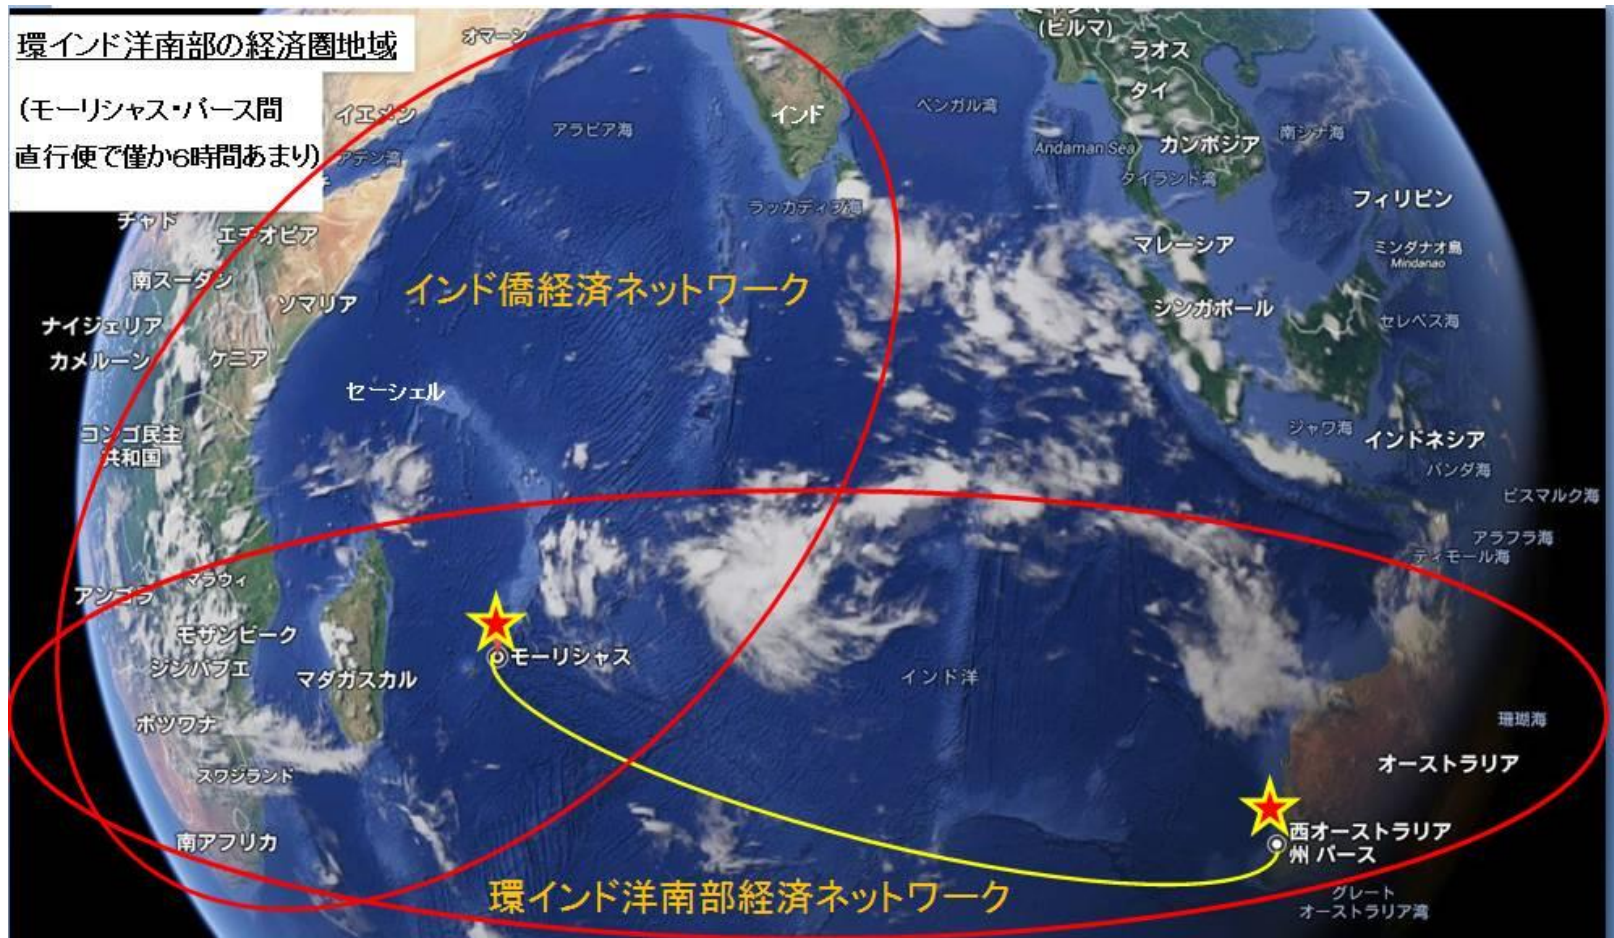 環インド洋南部の経済圏地域
(モーリシャス・パース間
直行便で僅か6時間あまり)
オマーン
イエメン
アデン湾
アラビア海
インド
ベンガル湾
(ビルマ)
ラオス
タイ
Andaman Sea
カンボジア
南シナ海
タイランド湾
ラッカディブ海
フィリピン
チャド
エチオピア
マレーシア
ミンダナオ島
Mindanao
南スーダン
ソマリア
インド僑経済ネットワーク
シンガポール
セレベス海
ナイジェリア
カメルーン
ケニア
セーシェル
コンゴ民主
共和国
ジャワ海
インドネシア
バンダ海
ビスマルク海
アラフラ海
ティモール海
マラウィ
アンゴラ
モザンビーク
ジンバブエ
マダガスカル
モーリシャス
インド洋
ボツワナ
珊瑚海
スワジランド
オーストラリア
南アフリカ
西オーストラリア
州 パース
環インド洋南部経済ネットワーク
グレート
オーストラリア湾